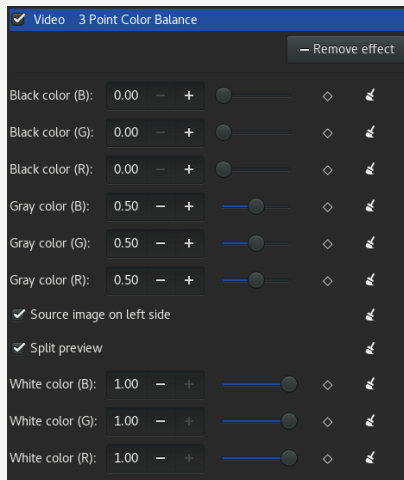 Video 3 Point Color Balance
− Remove effect
Black color (B): 0.00 − +
Black color (G): 0.00 − +
Black color (R): 0.00 − +
Gray color (B): 0.50 − +
Gray color (G): 0.50 − +
Gray color (R): 0.50 − +
Source image on left side
Split preview
White color (B): 1.00 − +
White color (G): 1.00 − +
White color (R): 1.00 − +